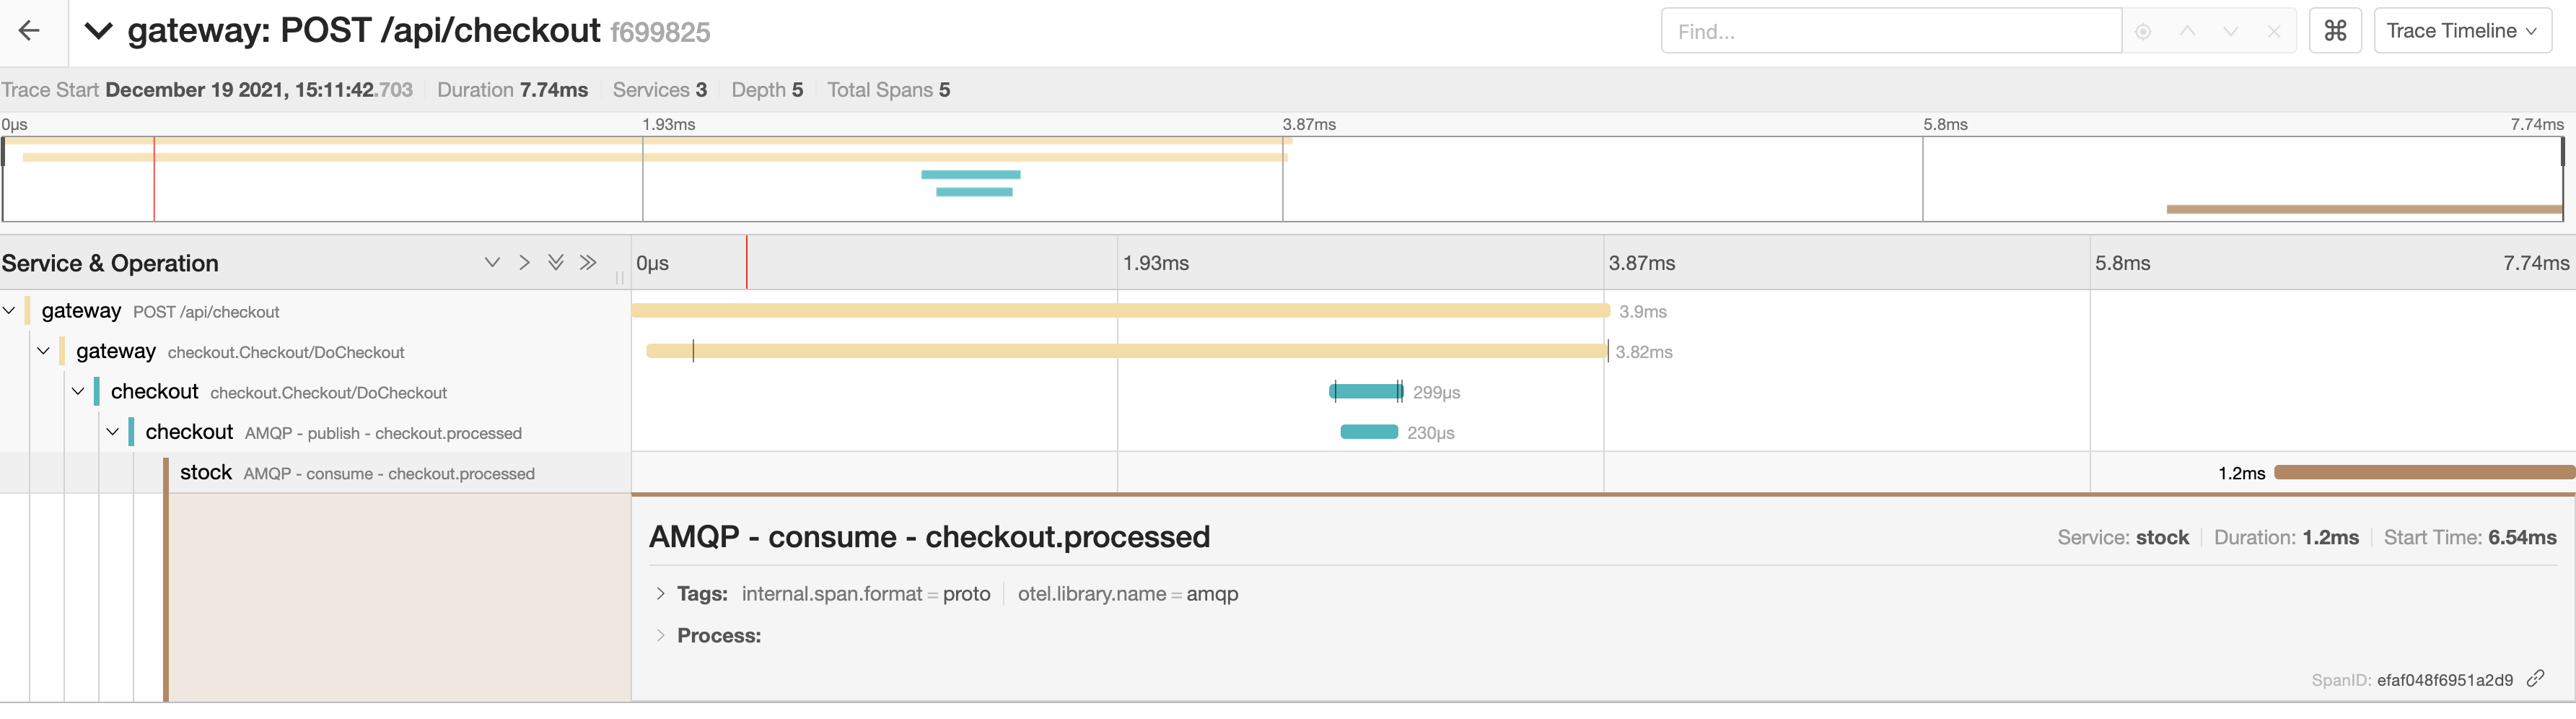 gateway: POST /api/checkout f699825
Find...
Trace Timeline
Trace Start December 19 2021, 15:11:42.703 Duration 7.74ms Services 3 Depth 5 Total Spans 5
0μs 1.93ms 3.87ms 5.8ms 7.74ms
Service & Operation 0μs 1.93ms 3.87ms 5.8ms 7.74ms
gateway POST /api/checkout 3.9ms
gateway checkout.Checkout/DoCheckout 3.82ms
checkout checkout.Checkout/DoCheckout 299μs
checkout AMQP - publish - checkout.processed 230μs
stock AMQP - consume - checkout.processed 1.2ms
AMQP - consume - checkout.processed Service: stock Duration: 1.2ms Start Time: 6.54ms
Tags: internal.span.format = proto otel.library.name = amqp
Process:
SpanID: efaf048f6951a2d9